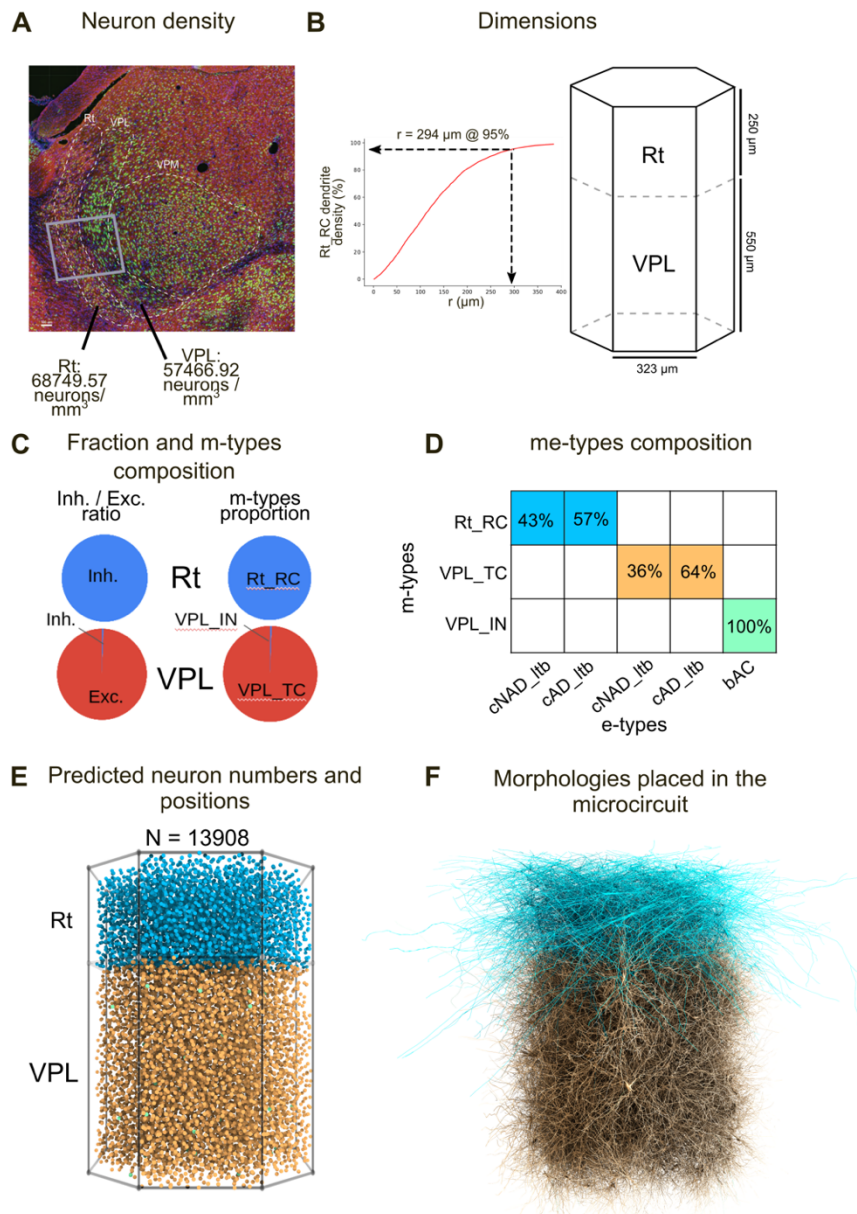 A Neuron density
Rt
VPL
VPM
Rt:
68749.57
neurons/
mm3
VPL:
57466.92
neurons /
mm3
B Dimensions
r = 294 µm @ 95%
Rt_RC dendrite
density (%)
100
80
60
40
20
0
0 50 100 150 200 250 300 350 400
r (µm)
Rt
VPL
250 µm
550 µm
323 µm
C Fraction and m-types
composition
Inh. / Exc.
ratio
m-types
proportion
Inh.
Rt
Rt_RC
Inh.
VPL_IN
Exc.
VPL
VPL_TC
D me-types composition
m-types
Rt_RC
43% 57%
VPL_TC
36% 64%
VPL_IN
100%
cNAD_ltb cAD_ltb cNAD_ltb cAD_ltb bAC
e-types
E Predicted neuron numbers and
positions
N = 13908
Rt
VPL
F Morphologies placed in the
microcircuit